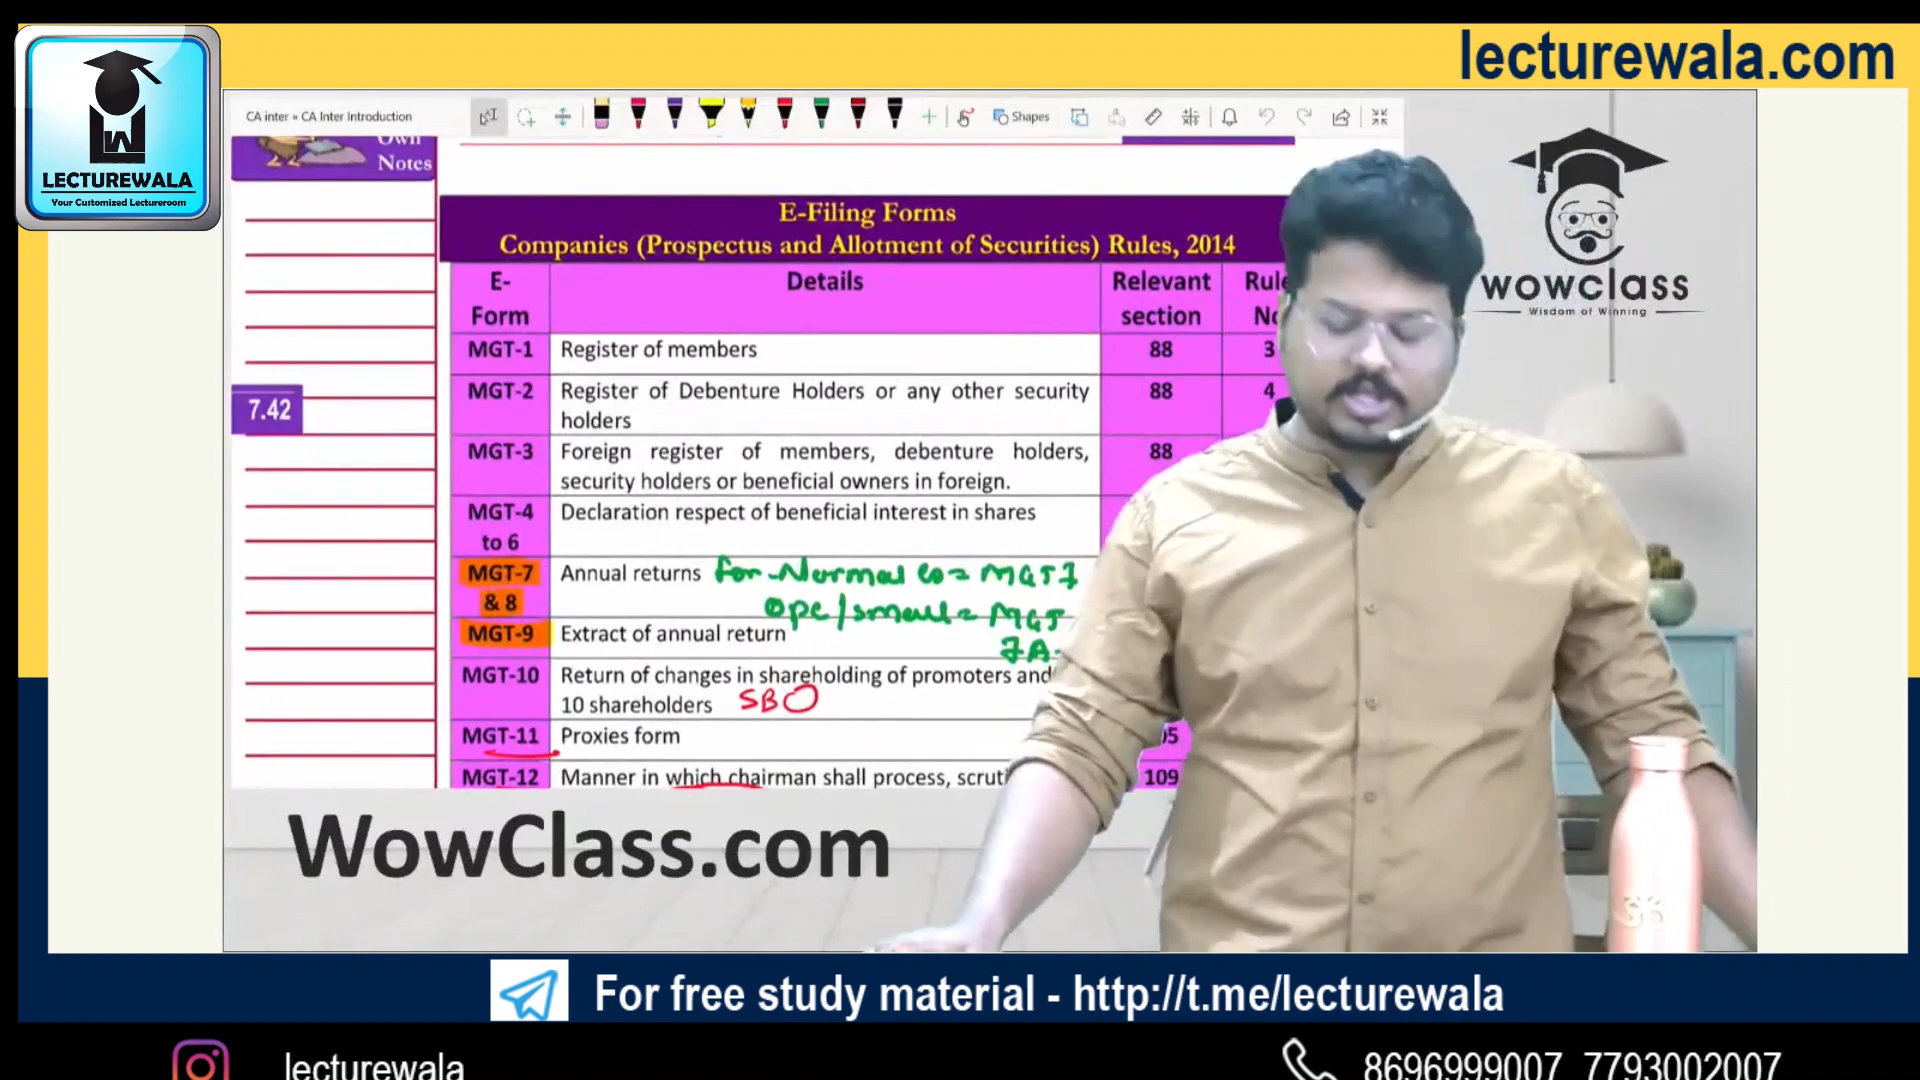 lecturewala.com
LW
LECTUREWALA
Your Customized Lectureroom
CA inter » CA Inter Introduction
Shapes
Own
Notes
7.42
wowclass
Wisdom of Winning
E-Filing Forms
Companies (Prospectus and Allotment of Securities) Rules, 2014
E-Form Details Relevant section Rule
MGT-1 Register of members 88 3
MGT-2 Register of Debenture Holders or any other security 88 4
holders
MGT-3 Foreign register of members, debenture holders, 88
security holders or beneficial owners in foreign.
MGT-4 Declaration respect of beneficial interest in shares
to 6
MGT-7 Annual returns for Normal co = MGT 7
& 8 OPC/small = MGT
7A
MGT-9 Extract of annual return
MGT-10 Return of changes in shareholding of promoters and
10 shareholders SBO
MGT-11 Proxies form
MGT-12 Manner in which chairman shall process, 109
WowClass.com
For free study material - http://t.me/lecturewala
lecturewala
8696999007 7793002007